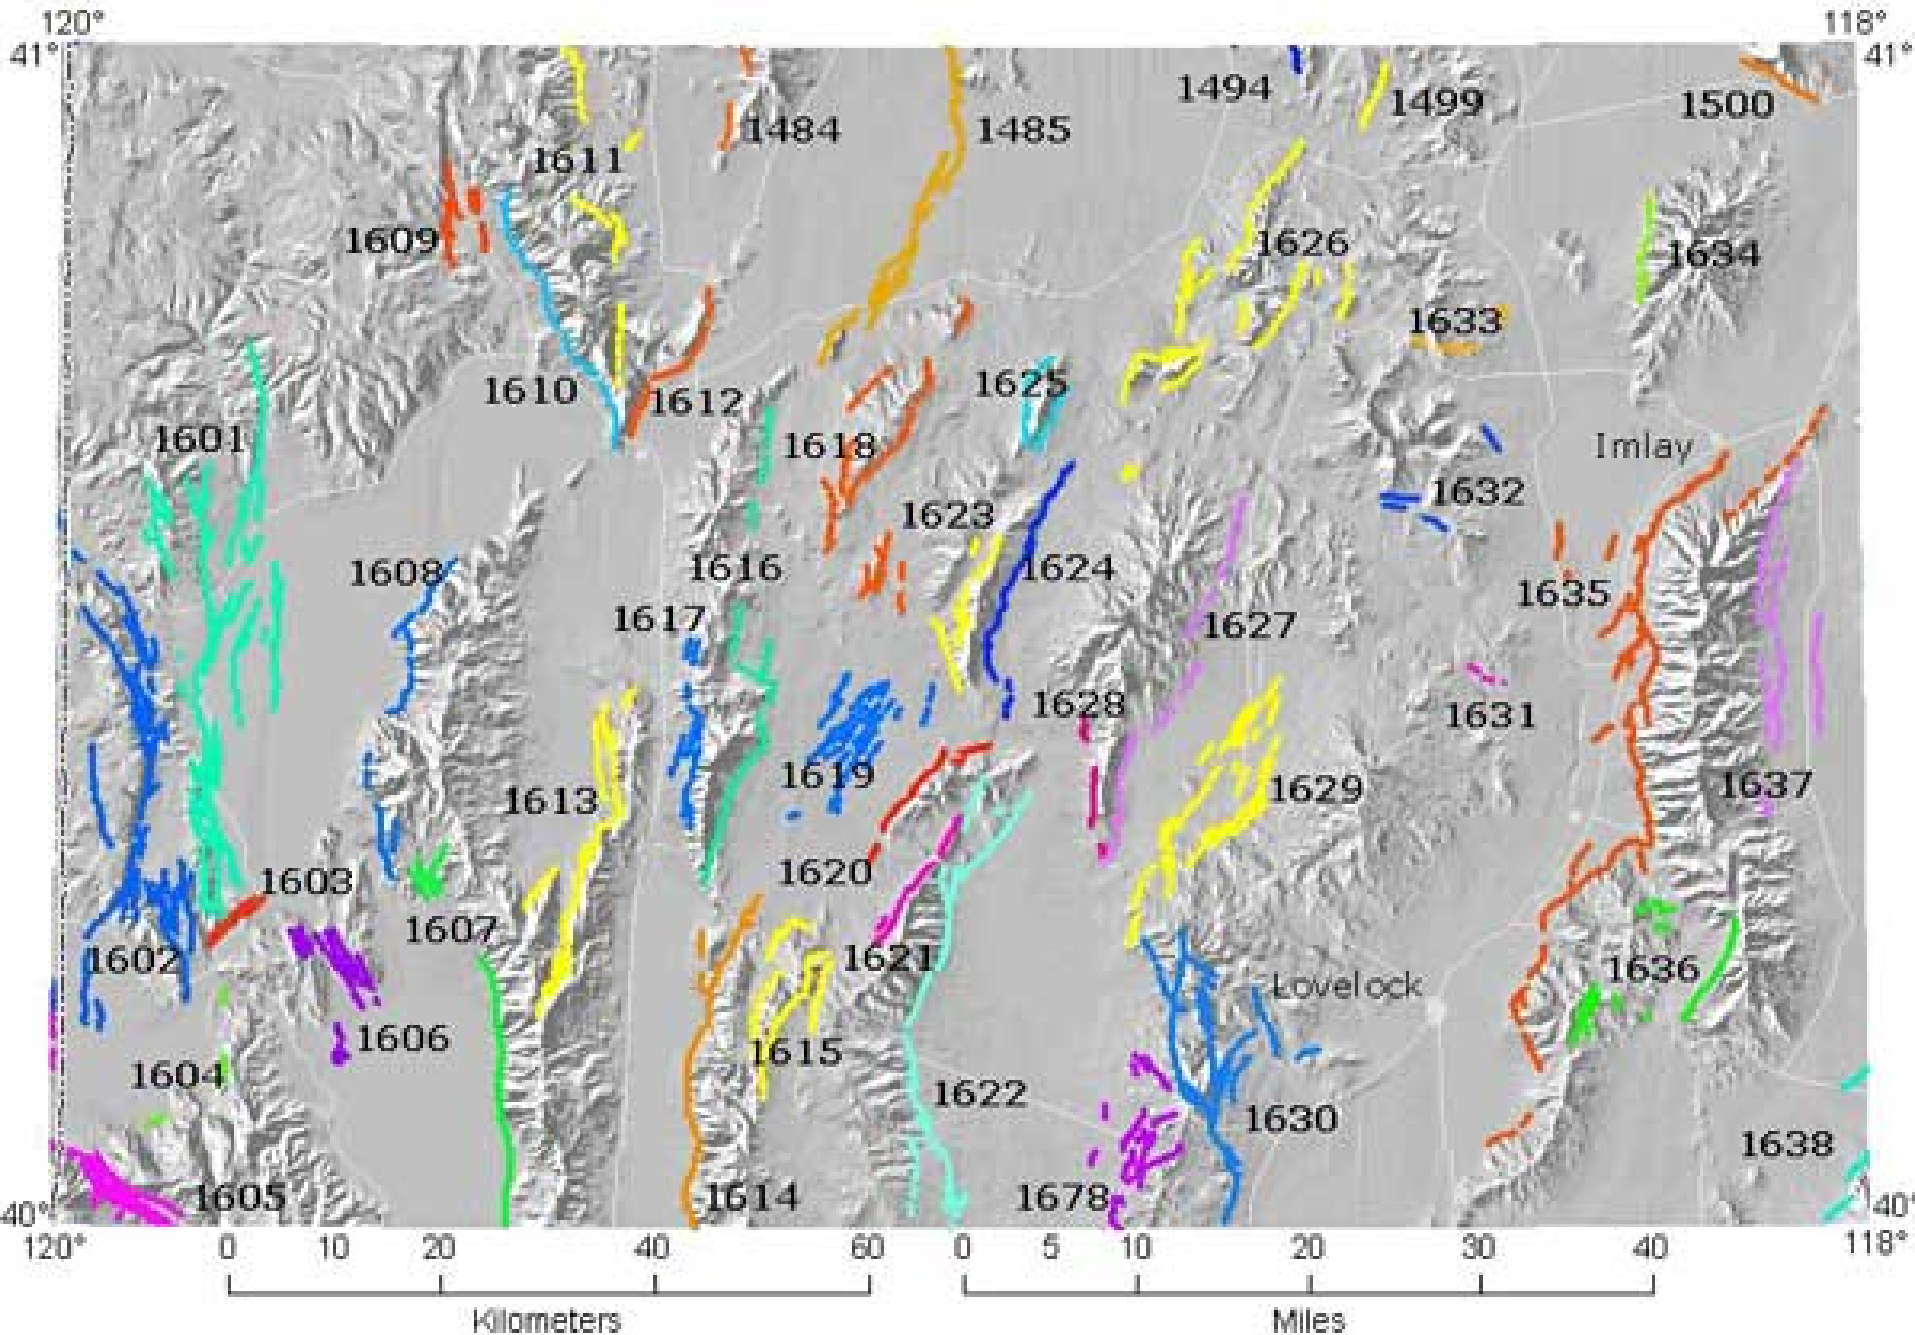 120° 118°
41° 41°
1494 1499 1500
1484 1485
1611
1609 1626 1634
1633
1610 1612 1625
1601 1618 Imlay
1623 1632
1608 1616 1624
1617 1627 1635
1628 1631
1613 1619 1629 1637
1603 1620
1602 1607 1621 1636
Lovelock
1606 1615
1604 1622 1630
1638
1605 1614 1678
40° 40°
120° 0 10 20 40 60 0 5 10 20 30 40 118°
Kilometers Miles